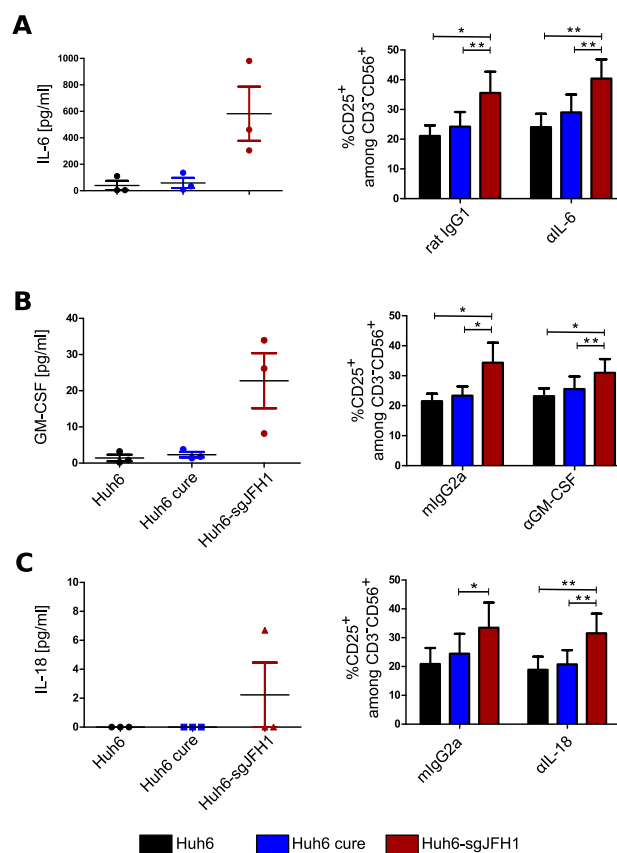 A
IL-6 [pg/ml]
1000
800
600
400
200
0
%CD25+
among CD3-CD56+
50
40
30
20
10
0
*
**
**
**
rat IgG1
αIL-6
B
GM-CSF [pg/ml]
40
30
20
10
0
Huh6
Huh6 cure
Huh6-sgJFH1
%CD25+
among CD3-CD56+
50
40
30
20
10
0
*
*
*
**
mIgG2a
αGM-CSF
C
IL-18 [pg/ml]
10
8
6
4
2
0
Huh6
Huh6 cure
Huh6-sgJFH1
%CD25+
among CD3-CD56+
50
40
30
20
10
0
*
**
**
mIgG2a
αIL-18
Huh6
Huh6 cure
Huh6-sgJFH1